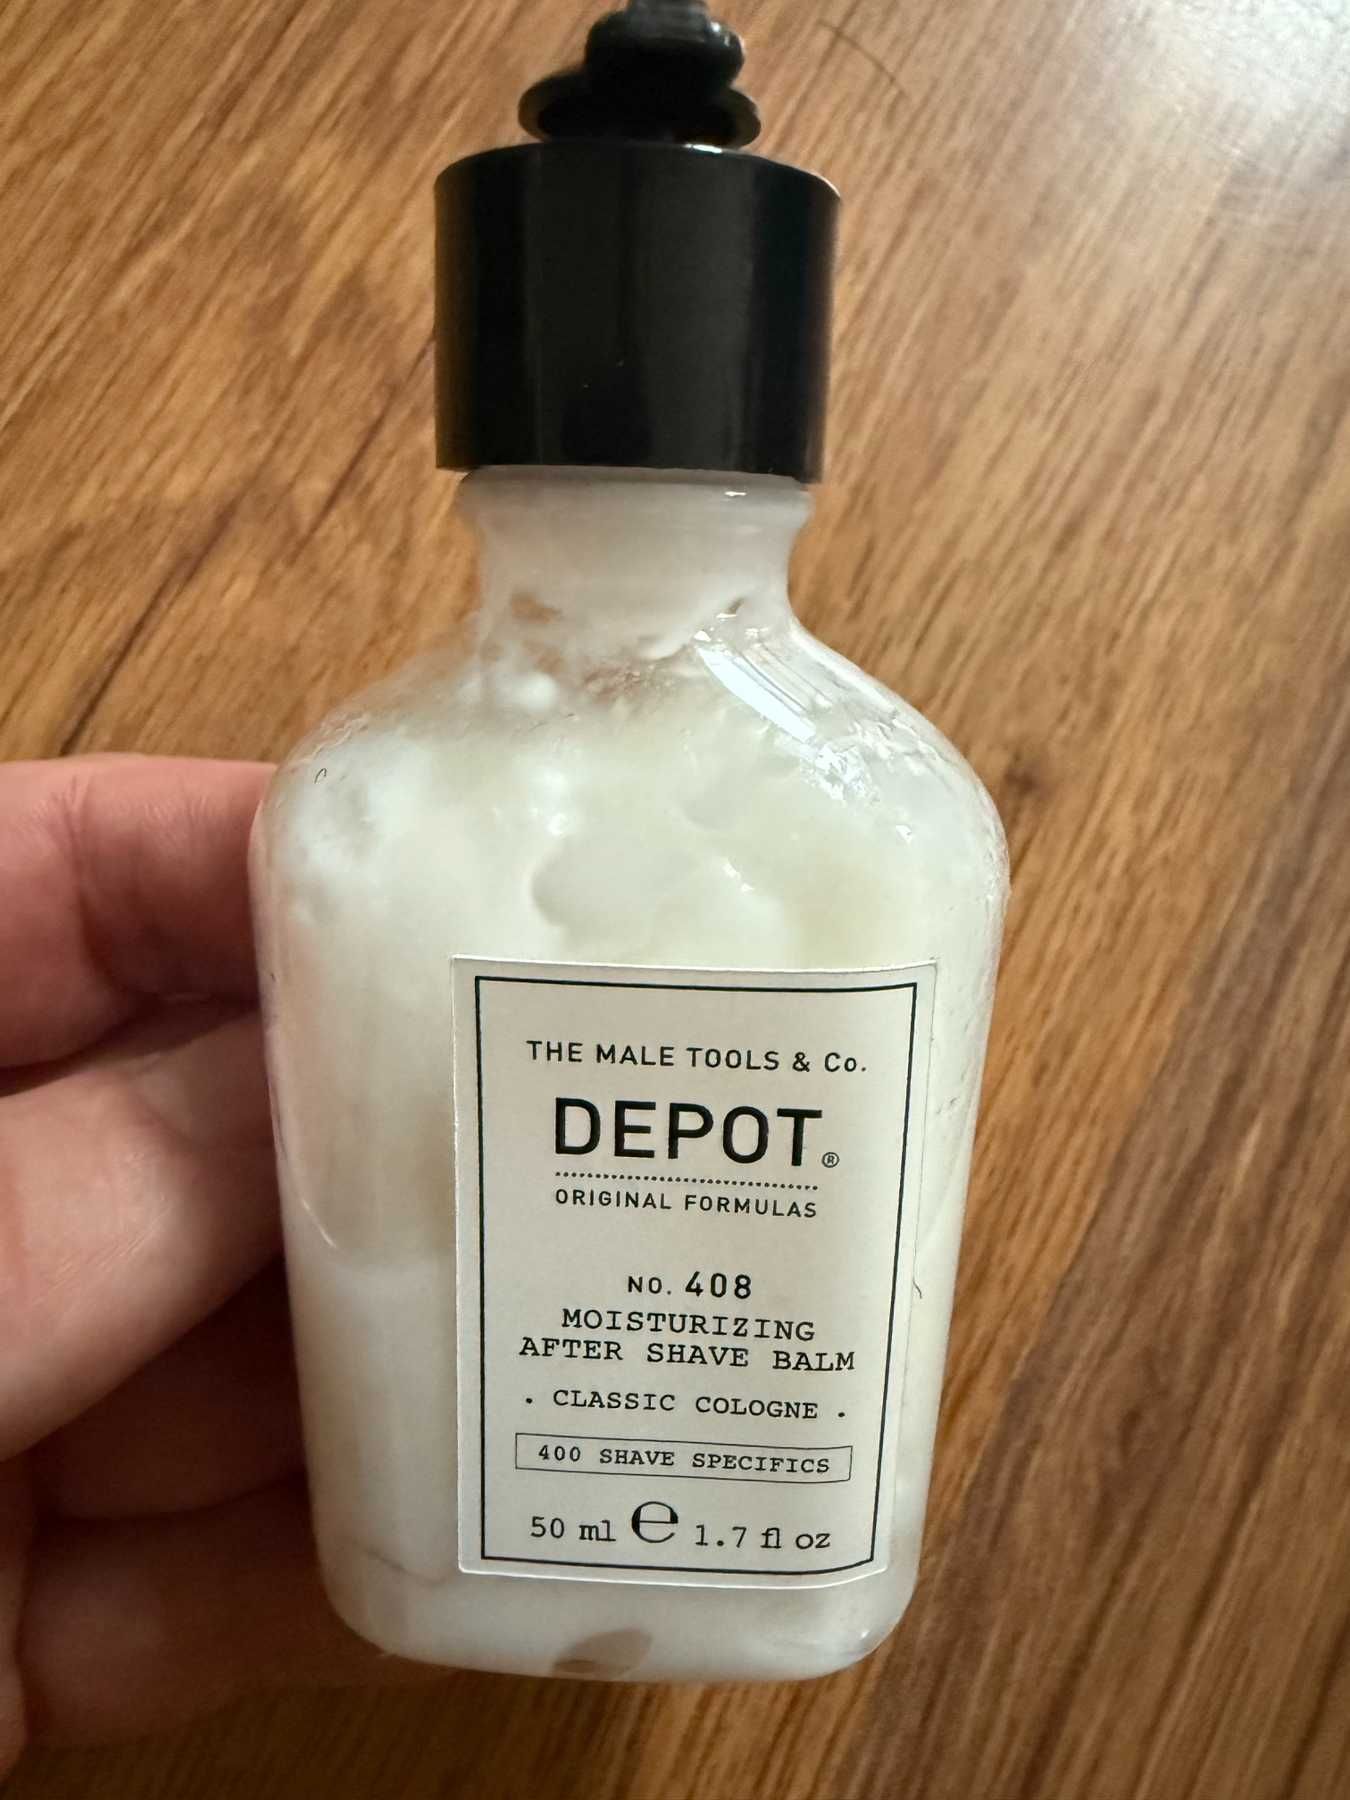 THE MALE TOOLS & Co.
DEPOT®
ORIGINAL FORMULAS
NO. 408
MOISTURIZING
AFTER SHAVE BALM
. CLASSIC COLOGNE .
400 SHAVE SPECIFICS
50 ml ℮ 1.7 fl oz